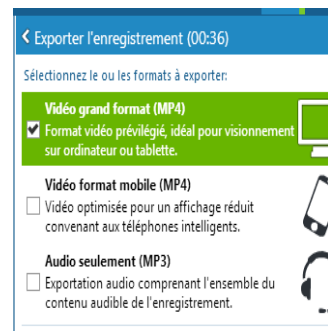 Exporter l'enregistrement (00:36)
Sélectionnez le ou les formats à exporter:
Vidéo grand format (MP4)
Format vidéo prévilégié, idéal pour visionnement
sur ordinateur ou tablette.
Vidéo format mobile (MP4)
Vidéo optimisée pour un affichage réduit
convenant aux téléphones intelligents.
Audio seulement (MP3)
Exportation audio comprenant l'ensemble du
contenu audible de l'enregistrement.